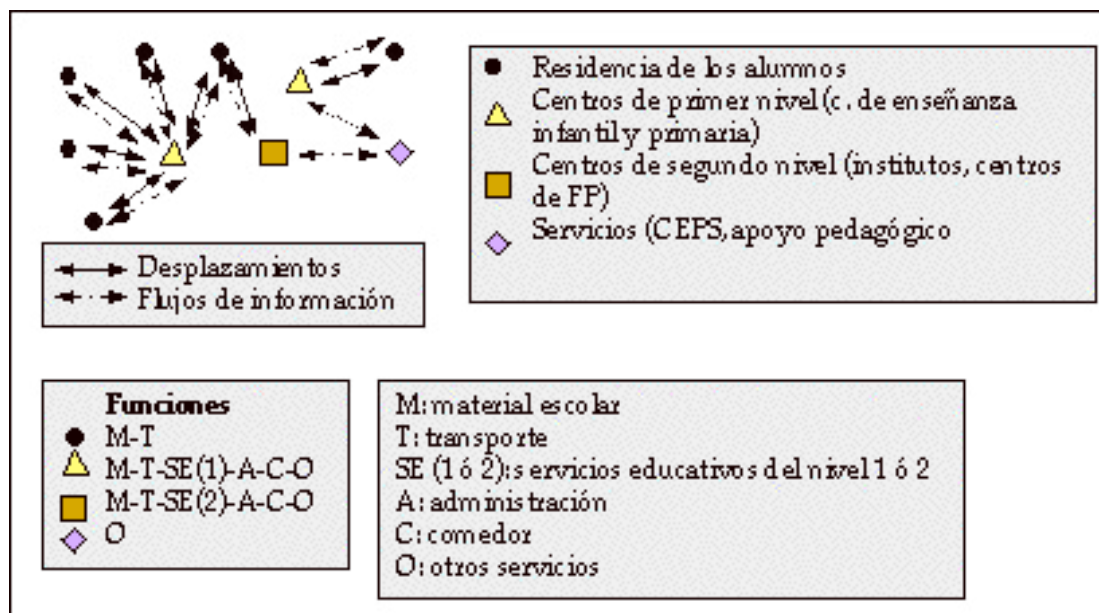 Residencia de los alumnos
Centros de primer nivel (c. de enseñanza
infantil y primaria)
Centros de segundo nivel (institutos, centros
de FP)
Servicios (CEPS, apoyo pedagógico
Desplazamientos
Flujos de información
Funciones
M-T
M-T-SE(1)-A-C-O
M-T-SE(2)-A-C-O
O
M: material escolar
T: transporte
SE (1 ó 2): servicios educativos del nivel 1 ó 2
A: administración
C: comedor
O: otros servicios